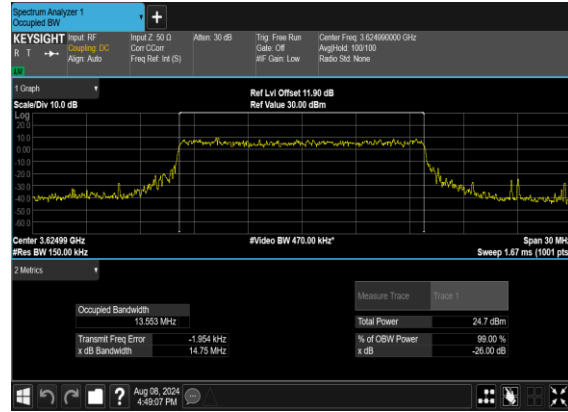 Spectrum Analyzer 1
Occupied BW
+
KEYSIGHT Input: RF Input Z: 50 Ω Atten: 30 dB Trig: Free Run Center Freq: 3.624990000 GHz
R T Coupling: DC Corr CCorr Gate: Off Avg|Hold: 100/100
Align: Auto Freq Ref: Int (S) #IF Gain: Low Radio Std: None
1 Graph
Ref Lvl Offset 11.90 dB
Scale/Div 10.0 dB Ref Value 30.00 dBm
Log
20.0
10.0
0.00
-10.0
-20.0
-30.0
-40.0
-50.0
-60.0
Center 3.62499 GHz #Video BW 470.00 kHz* Span 30 MHz
#Res BW 150.00 kHz Sweep 1.67 ms (1001 pts
2 Metrics
Measure Trace Trace 1
Occupied Bandwidth
13.553 MHz Total Power 24.7 dBm
Transmit Freq Error -1.954 kHz % of OBW Power 99.00 %
x dB Bandwidth 14.75 MHz x dB -26.00 dB
? Aug 08, 2024
4:49:07 PM